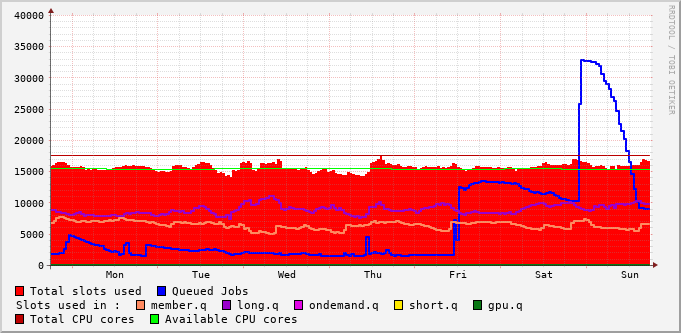 40000
35000
30000
25000
20000
15000
10000
5000
0
Mon Tue Wed Thu Fri Sat Sun
RRDTOOL / TOBI OETIKER
Total slots used Queued Jobs
Slots used in : member.q long.q ondemand.q short.q gpu.q
Total CPU cores Available CPU cores